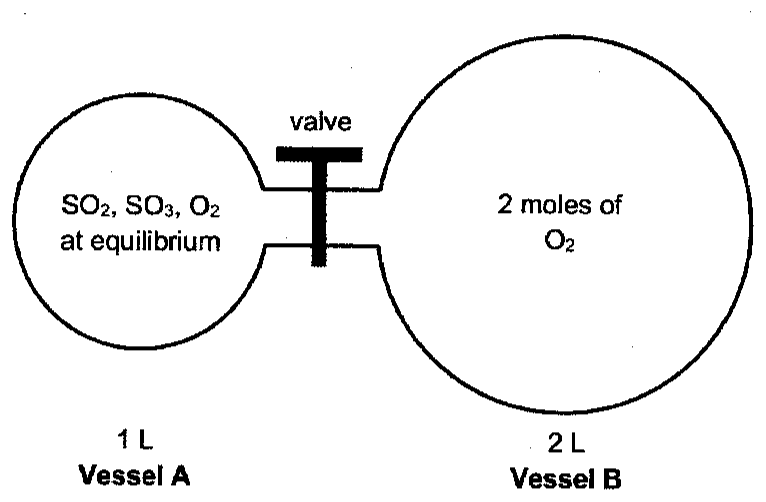 valve
SO₂, SO₃, O₂
at equilibrium
2 moles of
O₂
1 L
Vessel A
2 L
Vessel B